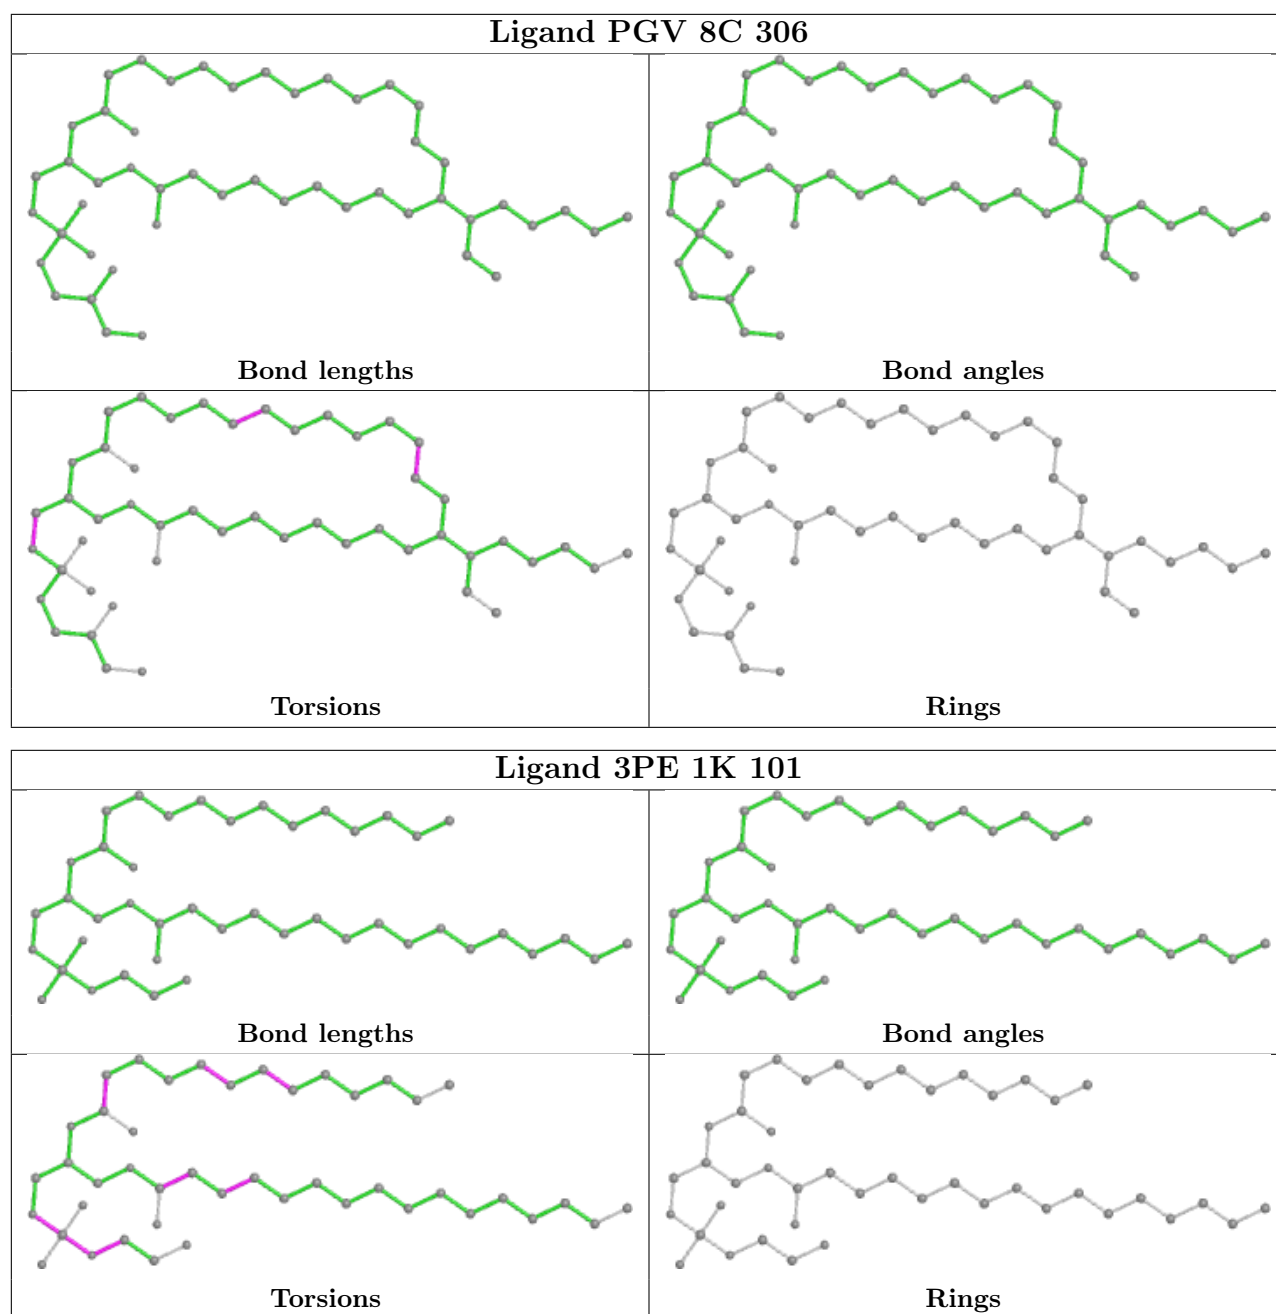 Ligand PGV 8C 306
Bond lengths
Bond angles
Torsions
Rings
Ligand 3PE 1K 101
Bond lengths
Bond angles
Torsions
Rings